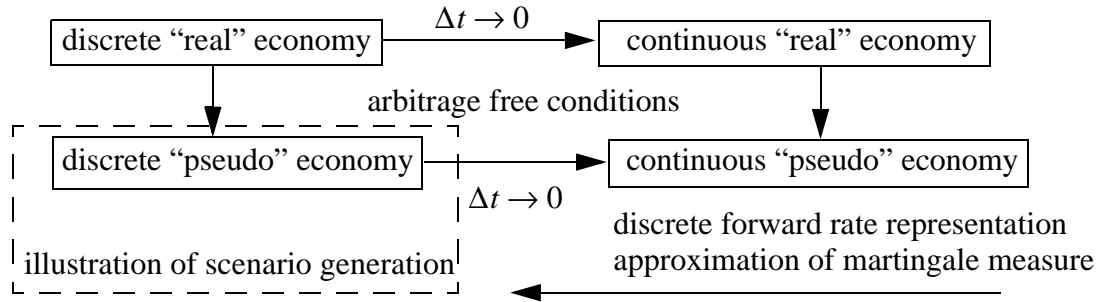 discrete “real” economy
Δt → 0
continuous “real” economy
arbitrage free conditions
discrete “pseudo” economy
Δt → 0
continuous “pseudo” economy
illustration of scenario generation
discrete forward rate representation
approximation of martingale measure